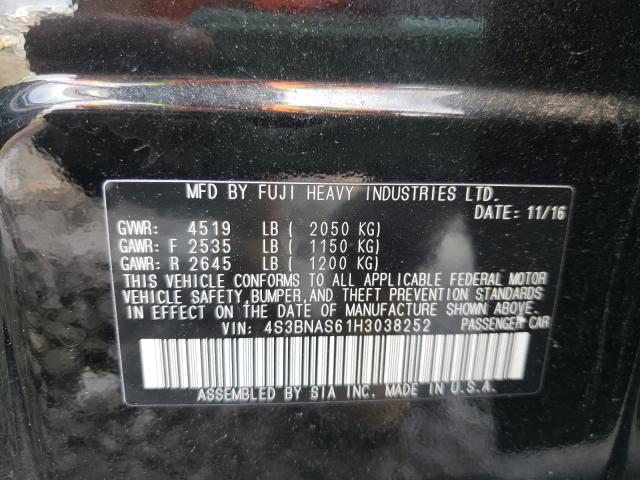 MFD BY FUJI HEAVY INDUSTRIES LTD.
DATE: 11/16
GVWR: 4519 LB ( 2050 KG)
GAWR: F 2535 LB ( 1150 KG)
GAWR: R 2645 LB ( 1200 KG)
THIS VEHICLE CONFORMS TO ALL APPLICABLE FEDERAL MOTOR
VEHICLE SAFETY,BUMPER,AND THEFT PREVENTION STANDARDS
IN EFFECT ON THE DATE OF MANUFACTURE SHOWN ABOVE.
VIN: 4S3BNAS61H3038252 PASSENGER CAR
ASSEMBLED BY SIA INC. MADE IN U.S.A.